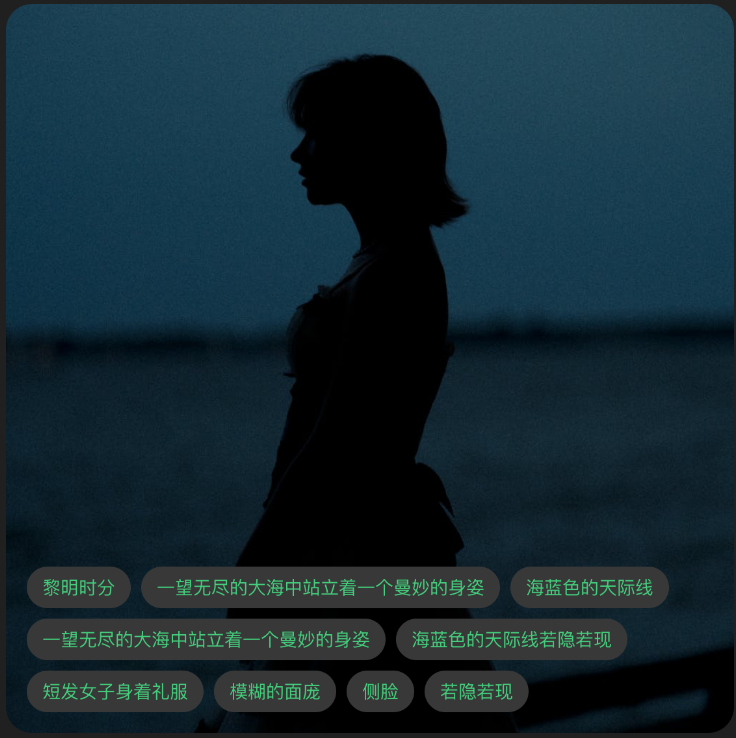 黎明时分 一望无尽的大海中站立着一个曼妙的身姿 海蓝色的天际线
一望无尽的大海中站立着一个曼妙的身姿 海蓝色的天际线若隐若现
短发女子身着礼服 模糊的面庞 侧脸 若隐若现